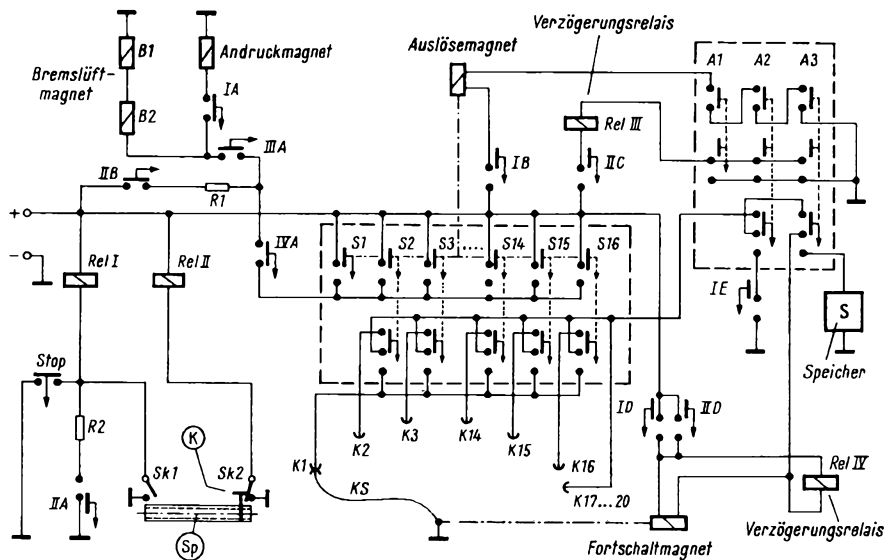 Verzögerungsrelais
B1
Andruckmagnet
Auslösemagnet
A1
A2
A3
Bremslüft-
magnet
B2
IA
IIIA
Rel III
IB
IIC
IIB
R1
+
-
IVA
S1
S2
S3
....
S14
S15
S16
Rel I
Rel II
IE
S
Speicher
Stop
R2
K
Sk1
Sk2
IIA
Sp
K1
KS
K2
K3
K14
K15
K16
K17...20
ID
IID
Rel IV
Verzögerungsrelais
Fortschaltmagnet